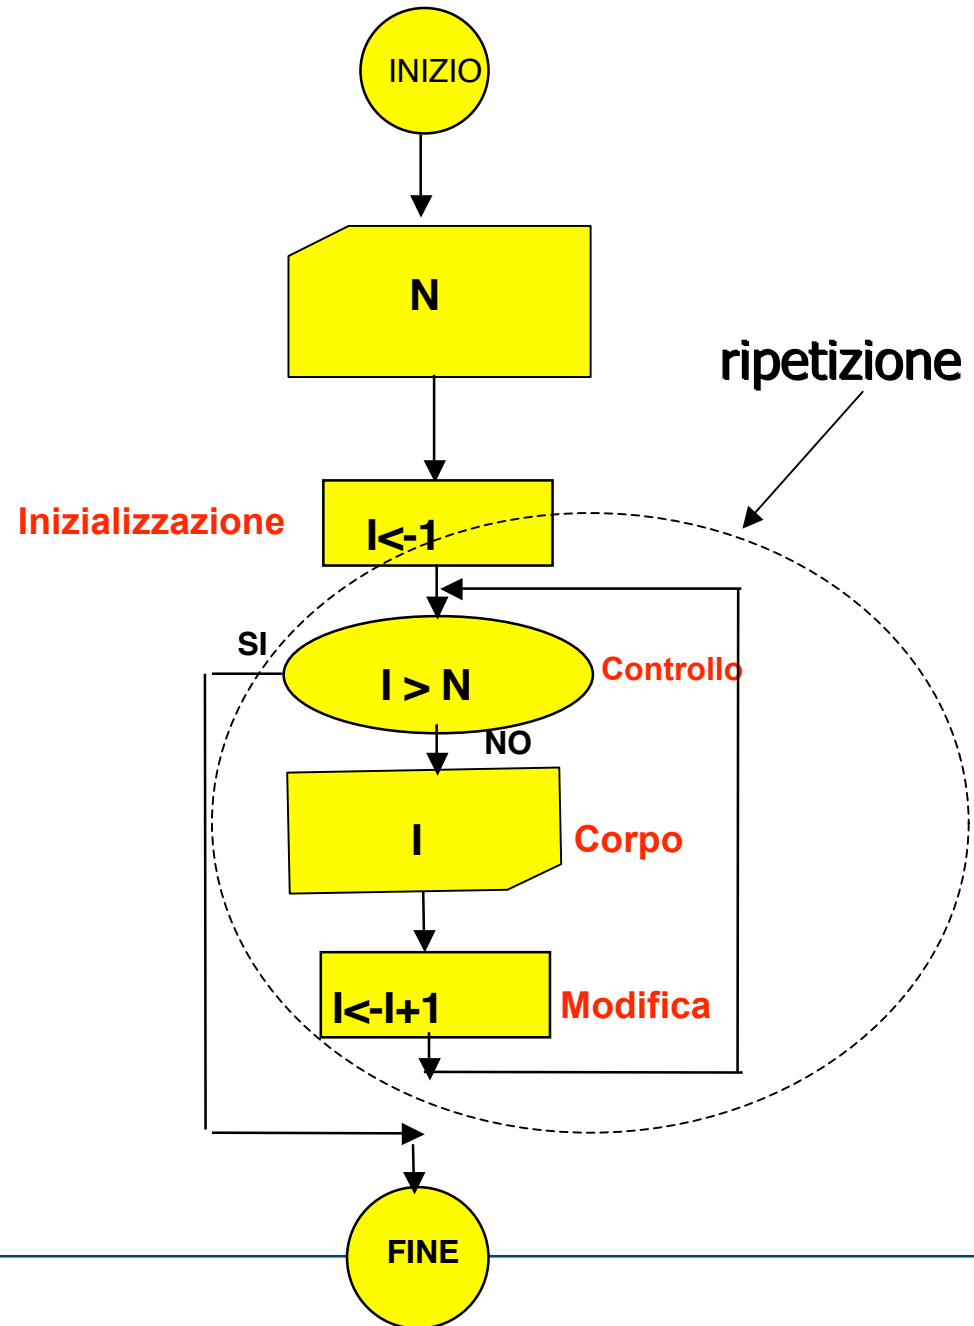 INIZIO
N
ripetizione
Inizializzazione
I<-1
SI
I > N
Controllo
NO
I
Corpo
I<-I+1
Modifica
FINE